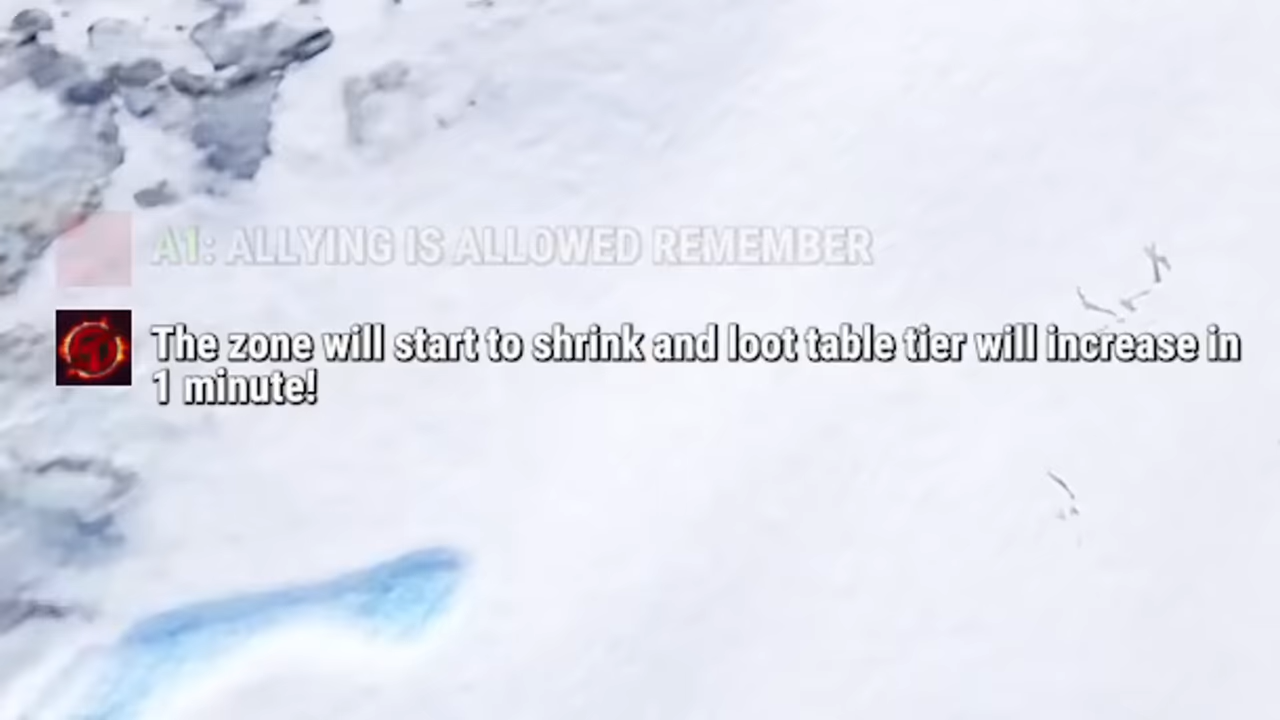 A1: ALLYING IS ALLOWED REMEMBER
The zone will start to shrink and loot table tier will increase in
1 minute!